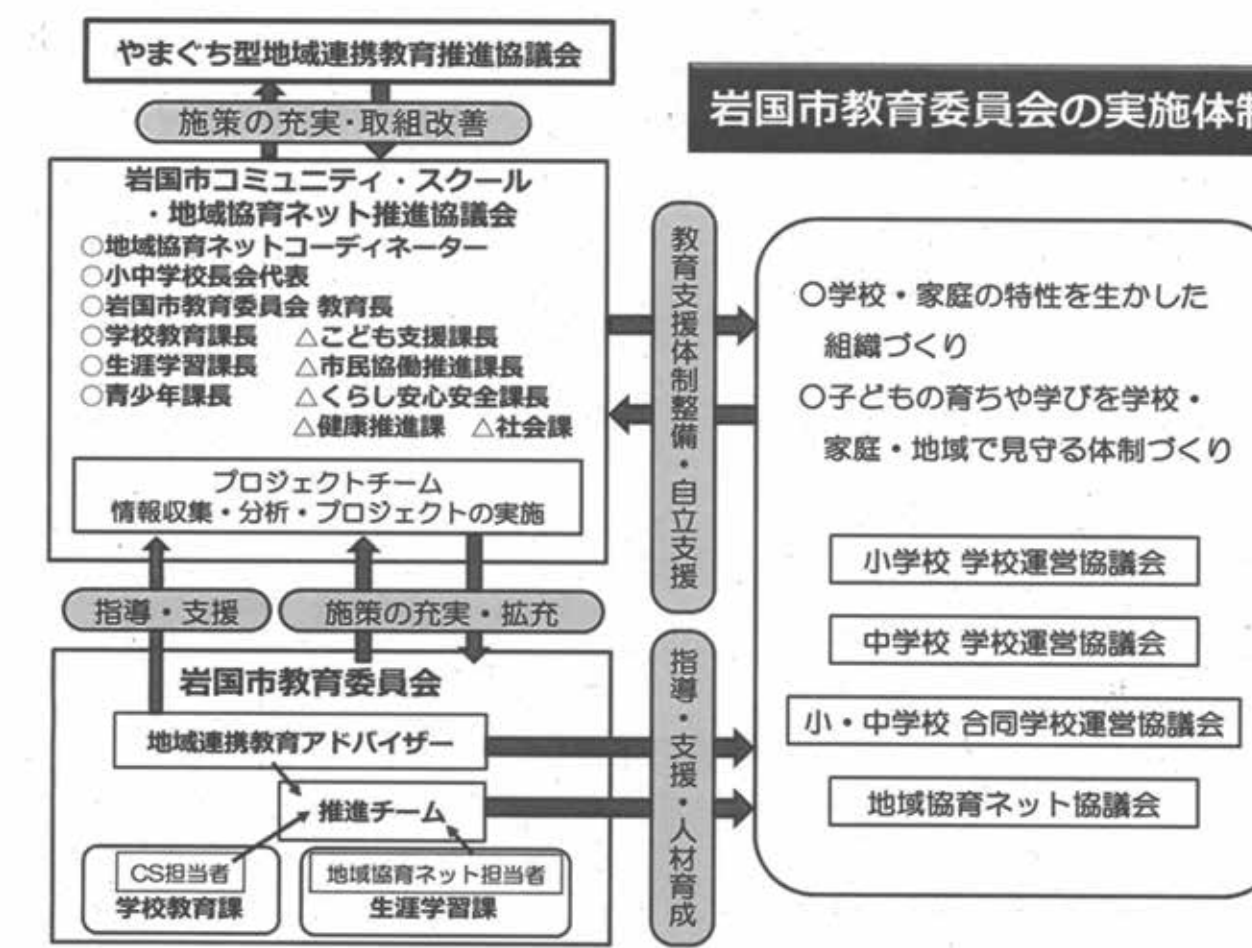 やまぐち型地域連携教育推進協議会
施策の充実・取組改善
岩国市教育委員会の実施体制
岩国市コミュニティ・スクール
・地域協育ネット推進協議会
○地域協育ネットコーディネーター
○小中学校長会代表
○岩国市教育委員会 教育長
○学校教育課長 △こども支援課長
○生涯学習課長 △市民協働推進課長
○青少年課長 △くらし安心安全課長
△健康推進課 △社会課
プロジェクトチーム
情報収集・分析・プロジェクトの実施
教育支援体制整備・自立支援
○学校・家庭の特性を生かした
組織づくり
○子どもの育ちや学びを学校・
家庭・地域で見守る体制づくり
小学校 学校運営協議会
中学校 学校運営協議会
小・中学校 合同学校運営協議会
地域協育ネット協議会
指導・支援
施策の充実・拡充
岩国市教育委員会
地域連携教育アドバイザー
推進チーム
CS担当者
学校教育課
地域協育ネット担当者
生涯学習課
指導・支援・人材育成